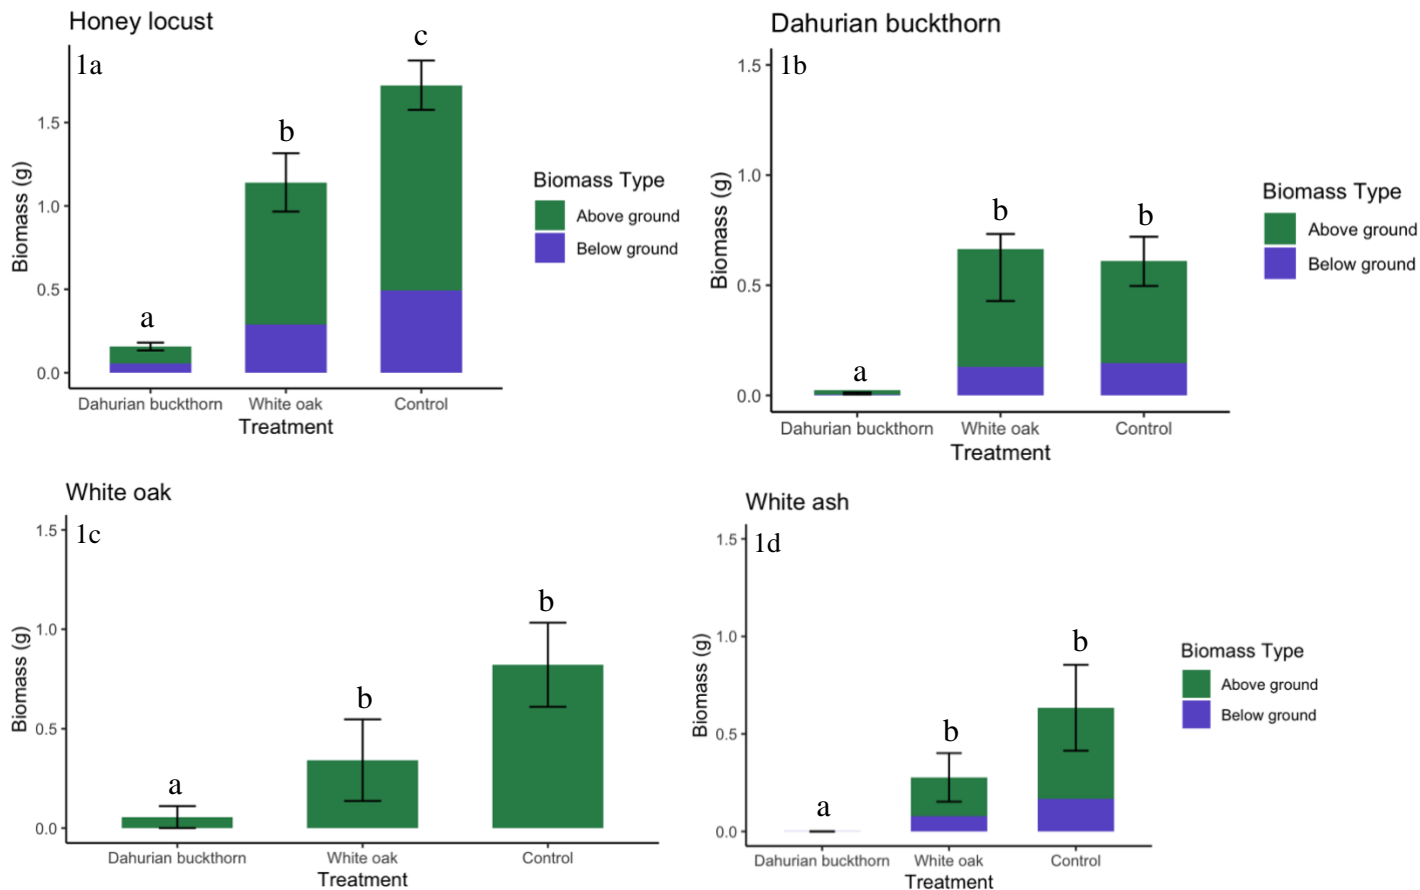 Honey locust
1a
c
b
a
1.5
1.0
0.5
0.0
Biomass (g)
Dahurian buckthorn White oak Control
Treatment
Biomass Type
Above ground
Below ground
Dahurian buckthorn
1b
1.5
1.0
0.5
0.0
Biomass (g)
a
b
b
Dahurian buckthorn White oak Control
Treatment
Biomass Type
Above ground
Below ground
White oak
1c
1.5
1.0
0.5
0.0
Biomass (g)
a
b
b
Dahurian buckthorn White oak Control
Treatment
White ash
1d
1.5
1.0
0.5
0.0
Biomass (g)
a
b
b
Dahurian buckthorn White oak Control
Treatment
Biomass Type
Above ground
Below ground